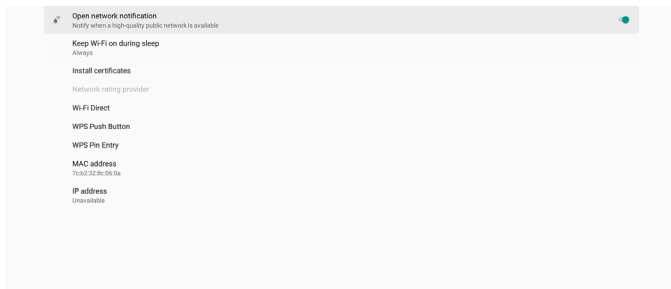 Open network notification
Notify when a high-quality public network is available
Keep Wi-Fi on during sleep
Always
Install certificates
Network rating provider
Wi-Fi Direct
WPS Push Button
WPS Pin Entry
MAC address
7c:b2:32:8c:06:0a
IP address
Unavailable